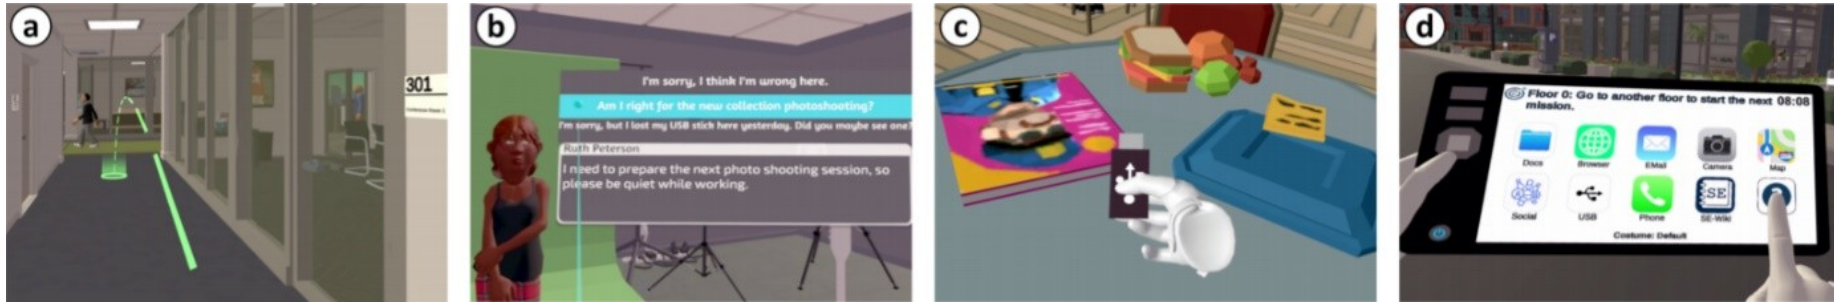 a
301
b
I'm sorry, I think I'm wrong here.
Am I right for the new collection photoshooting?
I'm sorry, but I lost my USB stick here yesterday. Did you maybe see one?
Ruth Peterson
I need to prepare the next photo shooting session, so
please be quiet while working.
c
d
Floor 0: Go to another floor to start the next 08:08
mission.
Docs Browser EMail Camera Map
SE
Social USB Phone SE-Wiki
Costume: Default